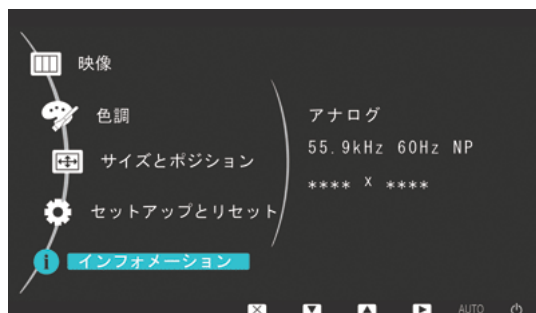 映像
色調
サイズとポジション
セットアップとリセット
インフォメーション
アナログ
55.9kHz 60Hz NP
**** x ****
AUTO